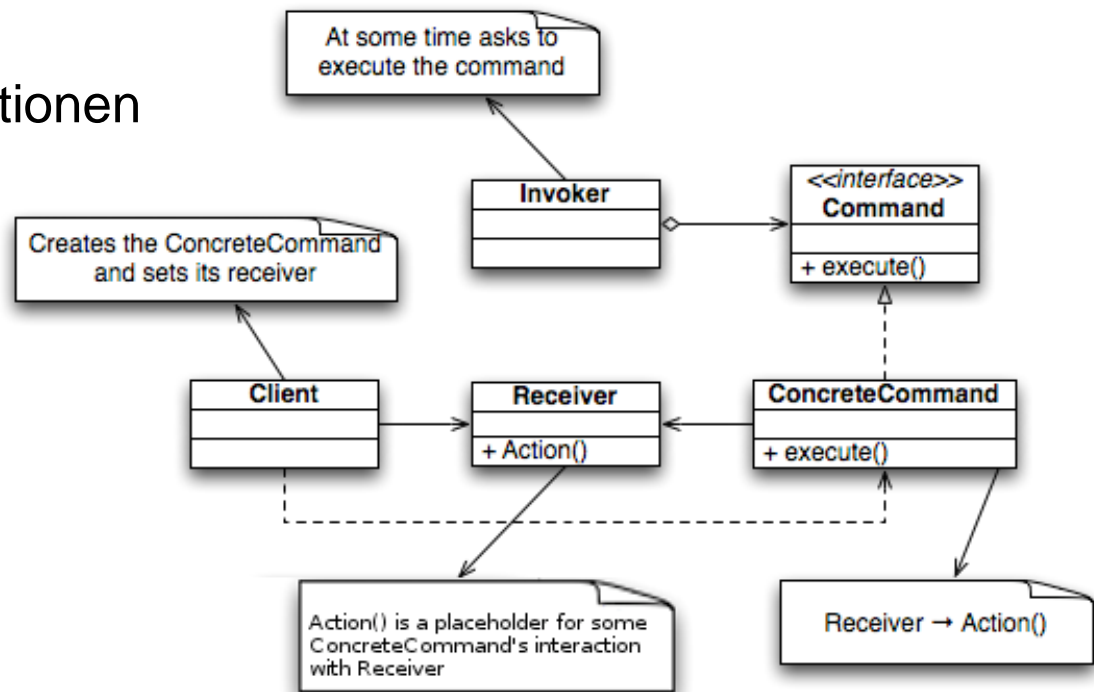 At some time asks to
execute the command
tionen
Invoker
<<interface>>
Command
+ execute()
Creates the ConcreteCommand
and sets its receiver
Client
Receiver
+ Action()
ConcreteCommand
+ execute()
Action() is a placeholder for some
ConcreteCommand's interaction
with Receiver
Receiver → Action()